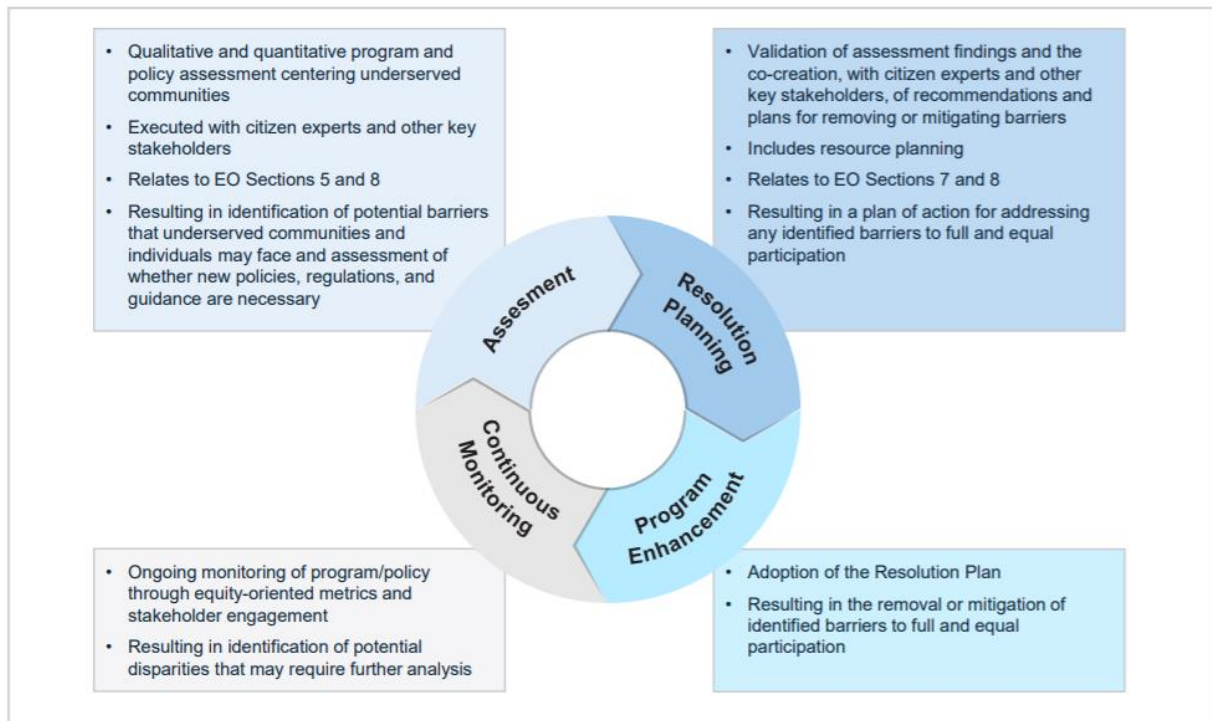 • Qualitative and quantitative program and
policy assessment centering underserved
communities
• Executed with citizen experts and other key
stakeholders
• Relates to EO Sections 5 and 8
• Resulting in identification of potential barriers
that underserved communities and
individuals may face and assessment of
whether new policies, regulations, and
guidance are necessary
• Validation of assessment findings and the
co-creation, with citizen experts and other
key stakeholders, of recommendations and
plans for removing or mitigating barriers
• Includes resource planning
• Relates to EO Sections 7 and 8
• Resulting in a plan of action for addressing
any identified barriers to full and equal
participation
Assesment
Resolution
Planning
Continuous
Monitoring
Program
Enhancement
• Ongoing monitoring of program/policy
through equity-oriented metrics and
stakeholder engagement
• Resulting in identification of potential
disparities that may require further analysis
• Adoption of the Resolution Plan
• Resulting in the removal or mitigation of
identified barriers to full and equal
participation